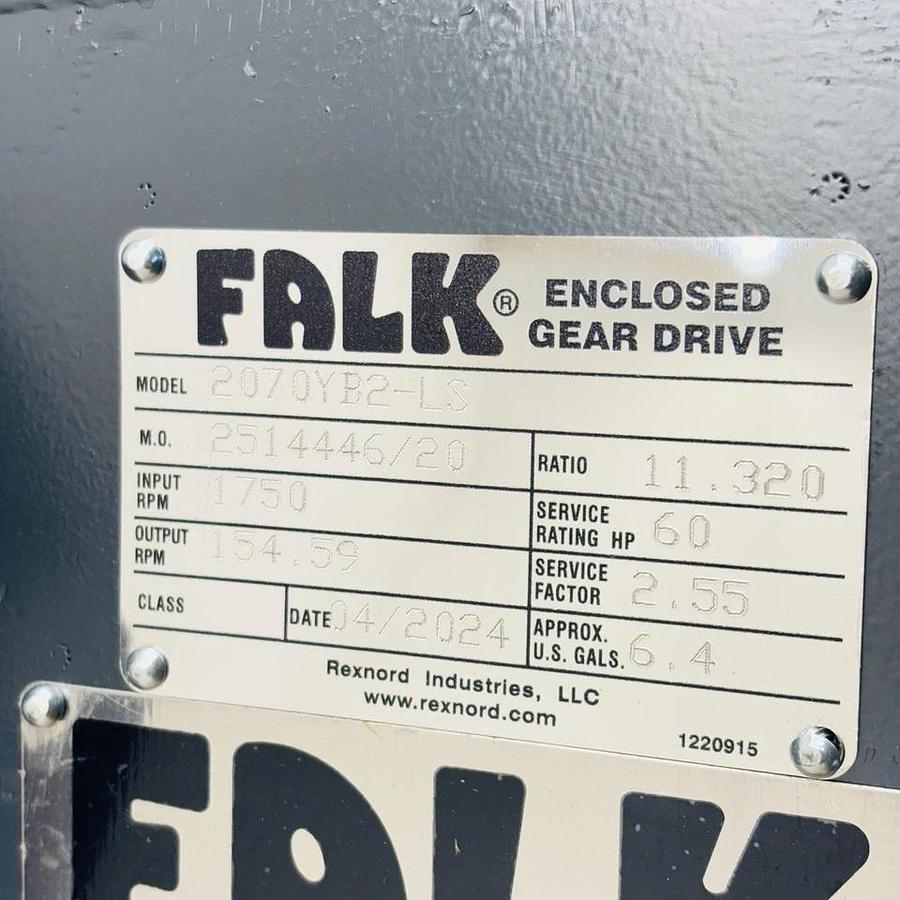 FALK® ENCLOSED
GEAR DRIVE
MODEL 2070YB2-LS
M.O. 2514446/20
RATIO 11.320
INPUT
RPM 1750
SERVICE
RATING HP 60
OUTPUT
RPM 154.59
SERVICE
FACTOR 2.55
CLASS
DATE 04/2024
APPROX.
U.S. GALS. 6.4
Rexnord Industries, LLC
www.rexnord.com
1220915
FALK